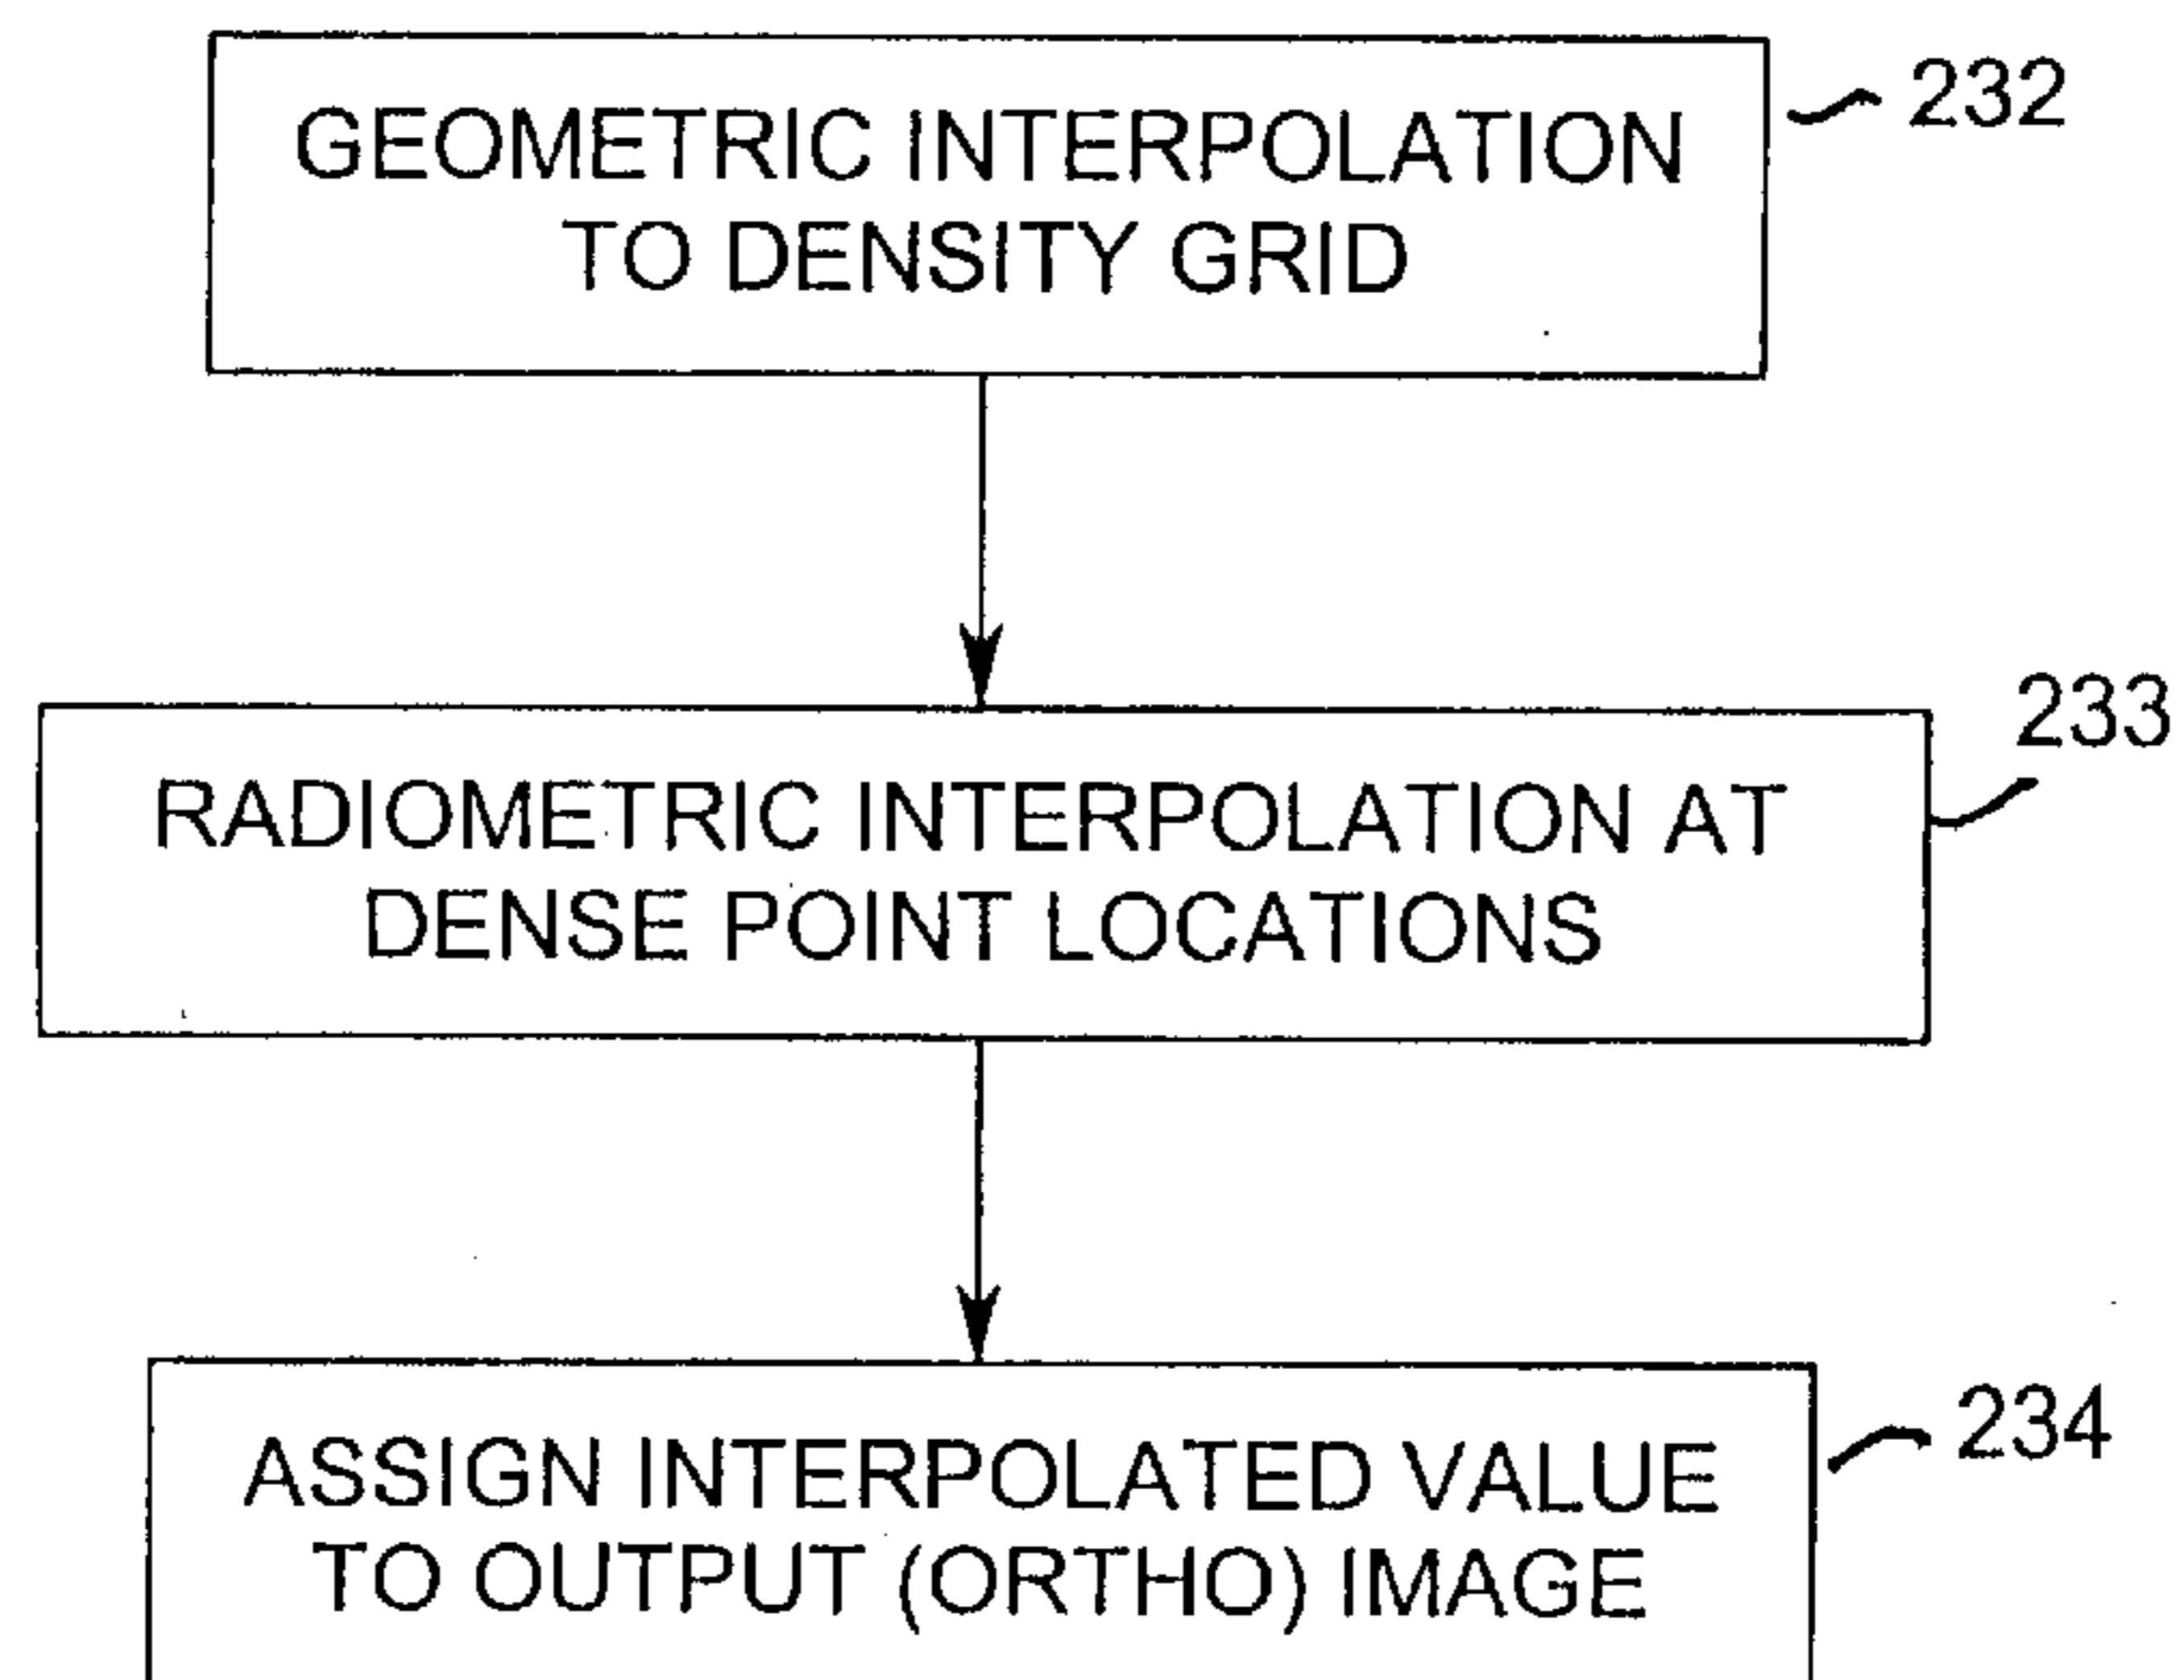 GEOMETRIC INTERPOLATION
TO DENSITY GRID
232
RADIOMETRIC INTERPOLATION AT
DENSE POINT LOCATIONS
233
ASSIGN INTERPOLATED VALUE
TO OUTPUT (ORTHO) IMAGE
234